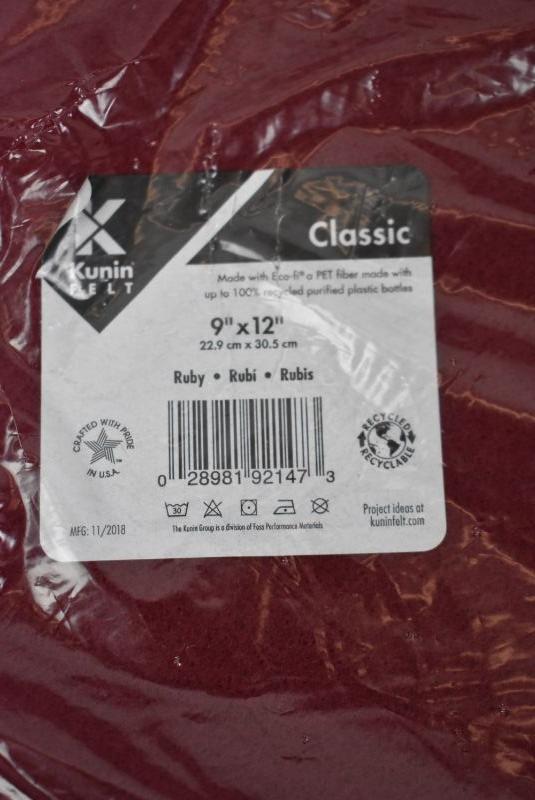 Kunin®
FELT
Classic
Made with Eco-fi® a PET fiber made with
up to 100% recycled purified plastic bottles
9" x 12"
22.9 cm x 30.5 cm
Ruby • Rubí • Rubis
CRAFTED WITH PRIDE
IN U.S.A.
0 28981 92147 3
RECYCLED
RECYCLABLE
30
MFG: 11/2018
The Kunin Group is a division of Foss Performance Materials
Project ideas at
kuninfelt.com